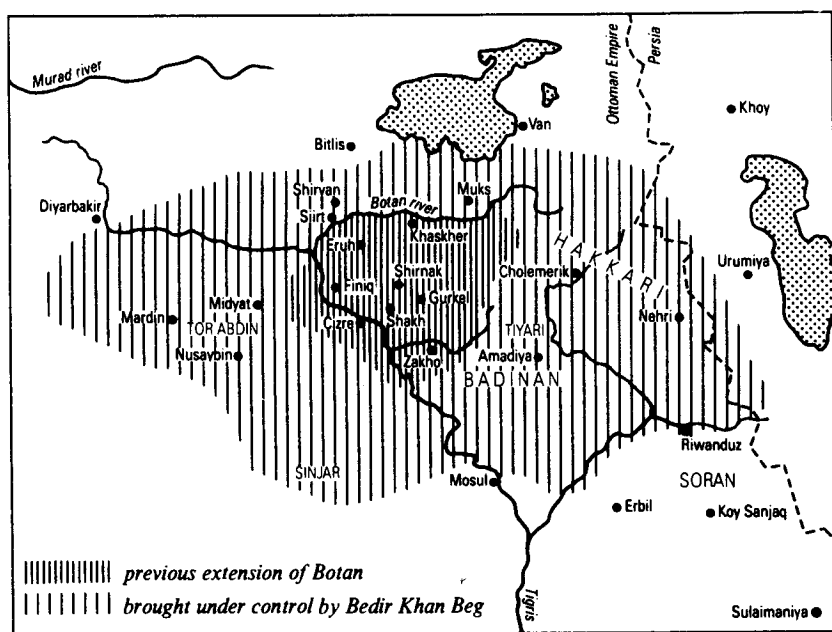 Murad river
Ottoman Empire
Persia
Khoy
Van
Bitlis
Shiryan
Siirt
Botan river
Muks
Diyarbakir
Khaskher
Eruh
HAKKARI
Shirnak
Cholemerik
Urumiya
Finiq
Gurkel
Midyat
Mardin
TOR ABDIN
Shakh
Nehri
Cizre
TIYARI
Nusaybin
Zakho
Amadiya
BADINAN
Riwanduz
SINJAR
Mosul
SORAN
Erbil
Koy Sanjaq
previous extension of Botan
brought under control by Bedir Khan Beg
Tigris
Sulaimaniya